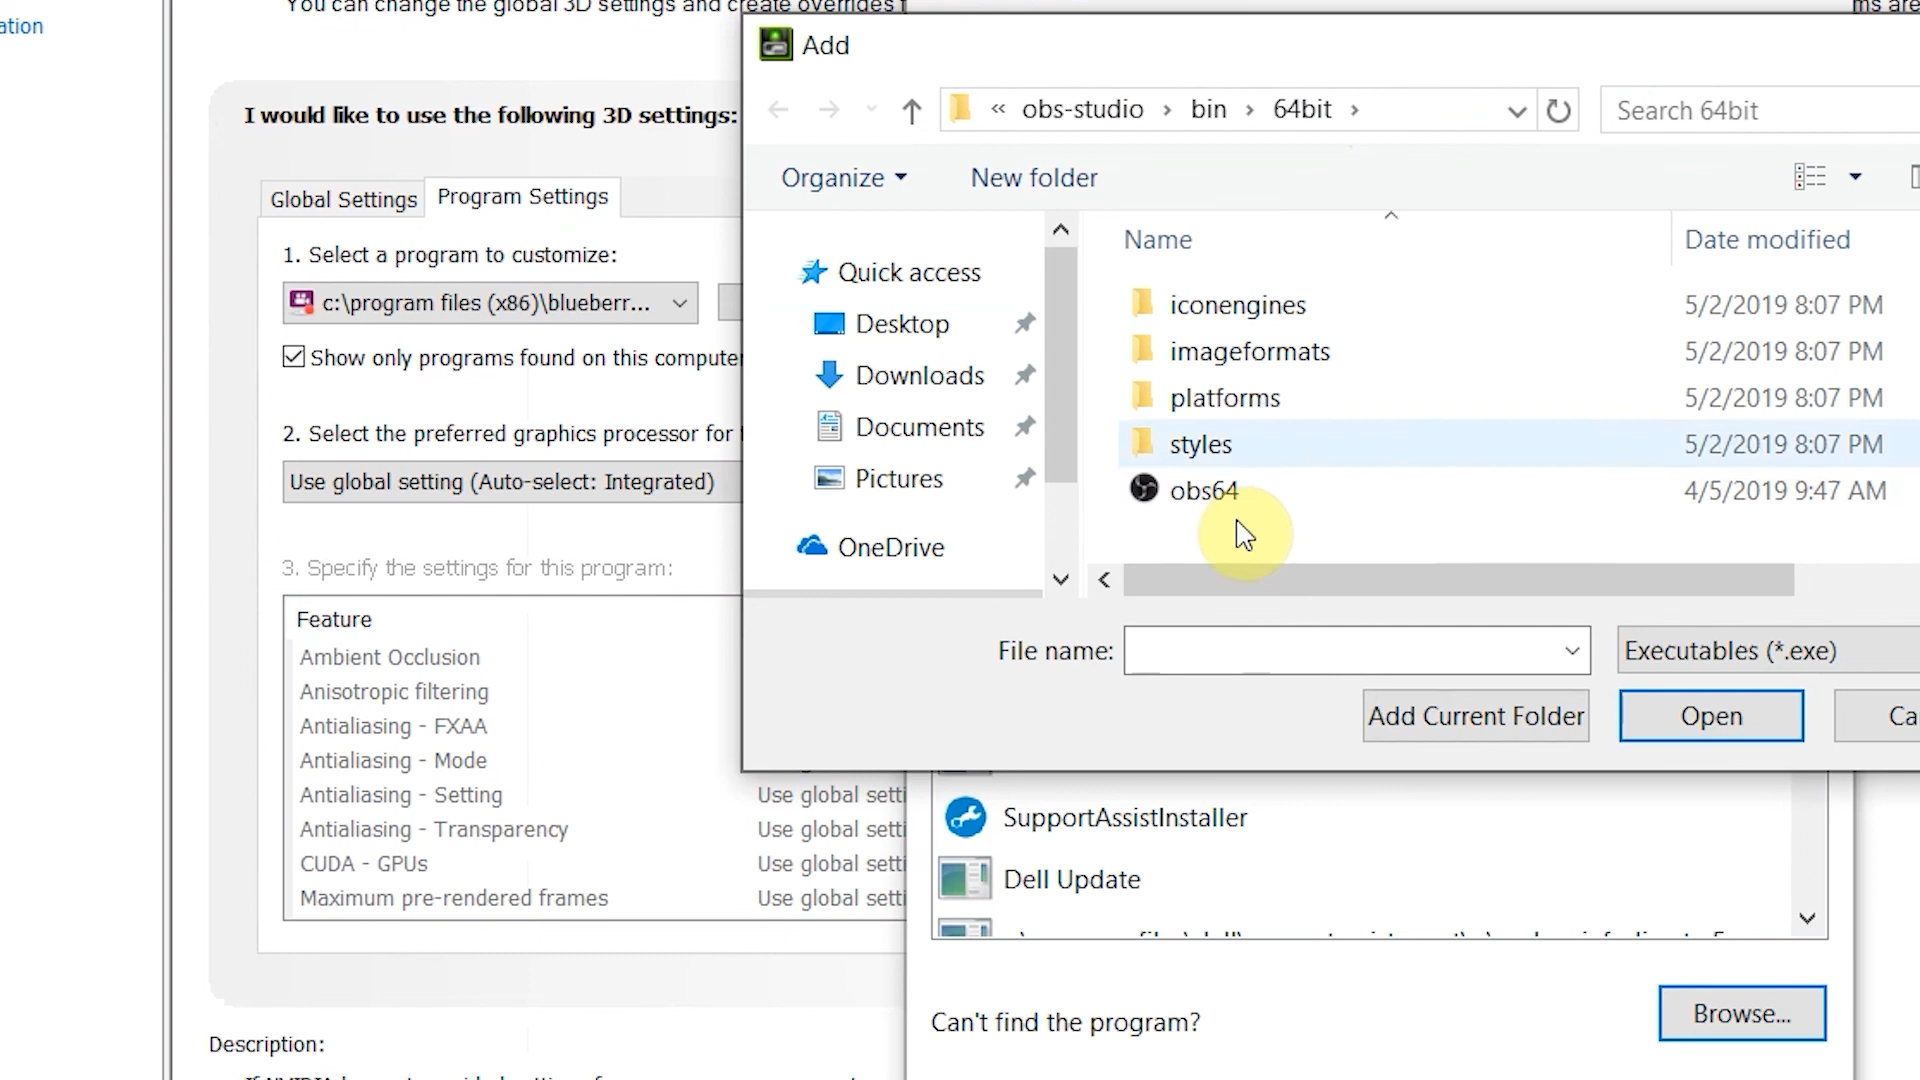 ation
You can change the global 3D settings and create overrides f
ms are
Add
« obs-studio › bin › 64bit ›
Search 64bit
I would like to use the following 3D settings:
Organize
New folder
Global Settings
Program Settings
Name
Date modified
1. Select a program to customize:
Quick access
c:\program files (x86)\blueberr...
Desktop
Downloads
Documents
Pictures
OneDrive
iconengines 5/2/2019 8:07 PM
imageformats 5/2/2019 8:07 PM
platforms 5/2/2019 8:07 PM
styles 5/2/2019 8:07 PM
obs64 4/5/2019 9:47 AM
Show only programs found on this computer
2. Select the preferred graphics processor for
Use global setting (Auto-select: Integrated)
3. Specify the settings for this program:
File name:
Executables (*.exe)
Add Current Folder
Open
Ca
Feature
Ambient Occlusion
Anisotropic filtering
Antialiasing - FXAA
Antialiasing - Mode
Antialiasing - Setting Use global setti
Antialiasing - Transparency Use global setti
CUDA - GPUs Use global setti
Maximum pre-rendered frames Use global setti
SupportAssistInstaller
Dell Update
Can't find the program?
Browse...
Description: